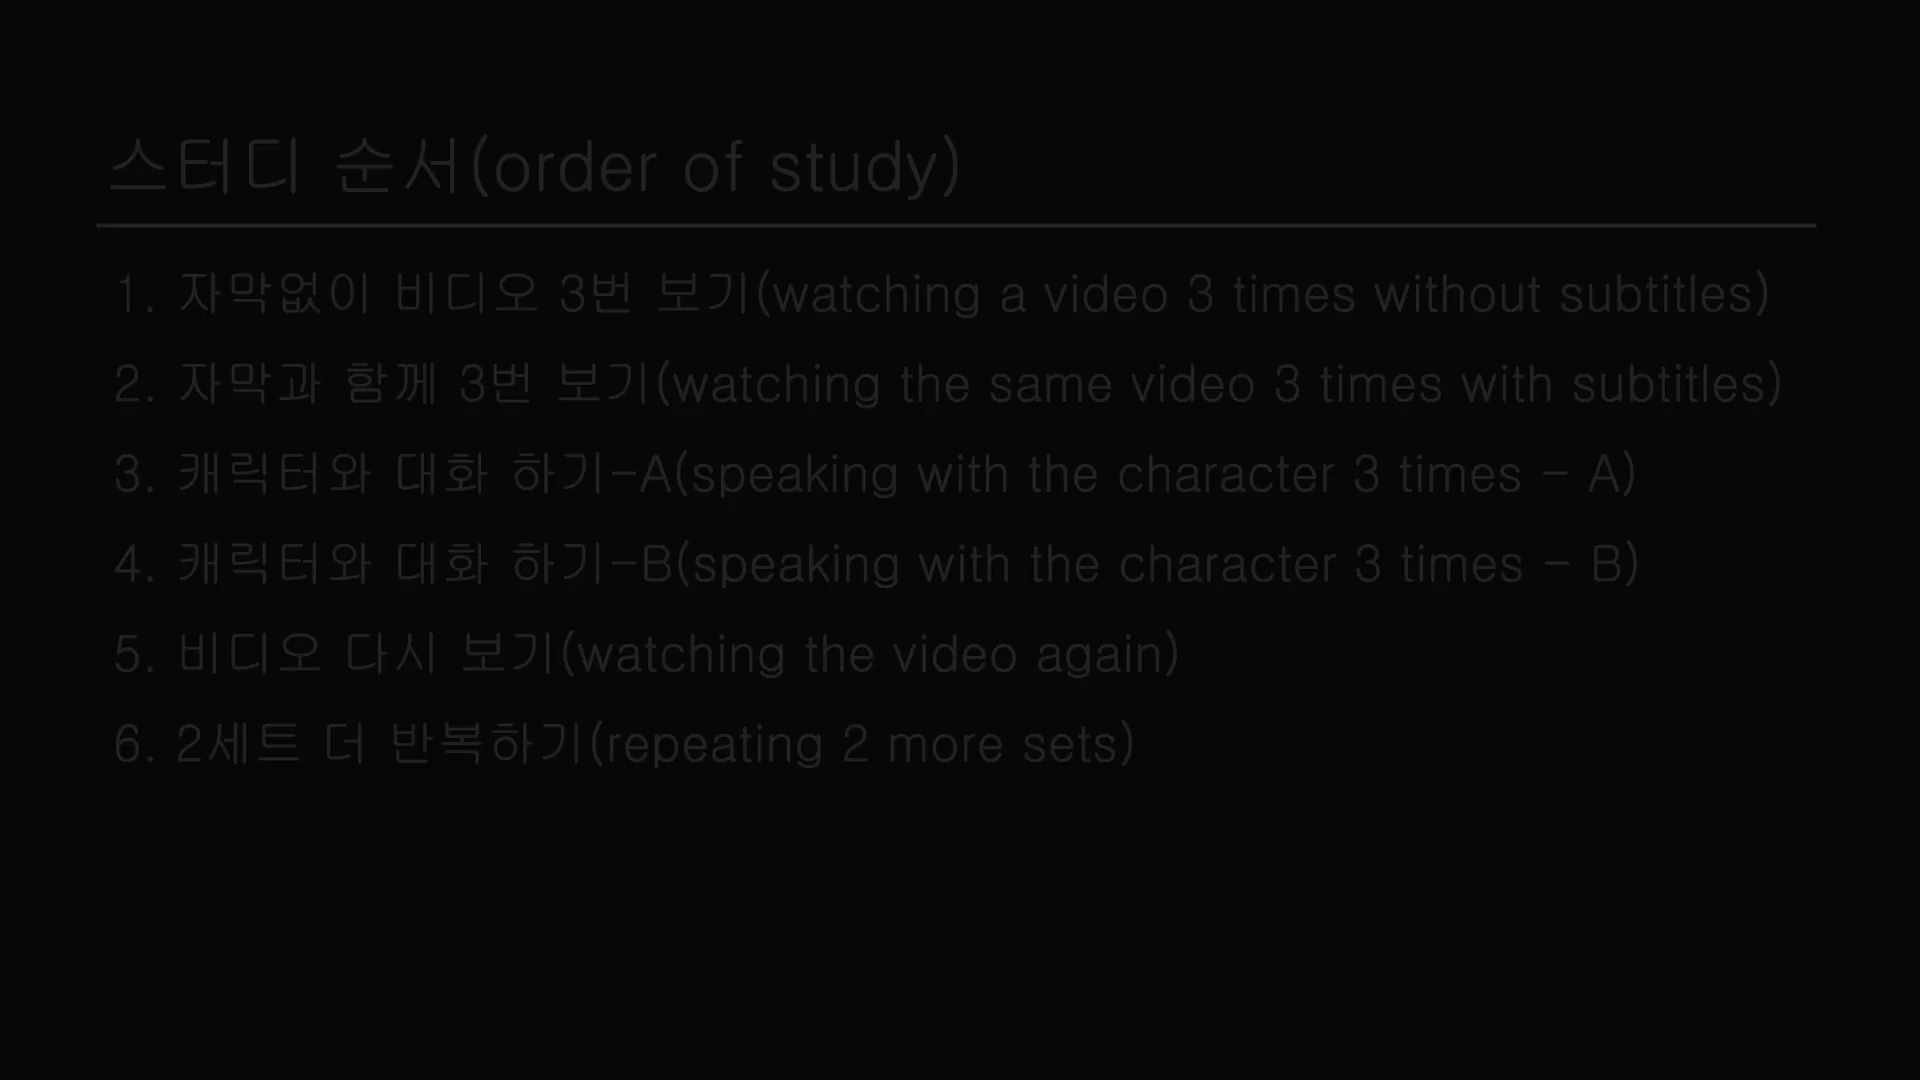 스터디 순서(order of study)
1. 자막없이 비디오 3번 보기(watching a video 3 times without subtitles)
2. 자막과 함께 3번 보기(watching the same video 3 times with subtitles)
3. 캐릭터와 대화 하기-A(speaking with the character 3 times - A)
4. 캐릭터와 대화 하기-B(speaking with the character 3 times - B)
5. 비디오 다시 보기(watching the video again)
6. 2세트 더 반복하기(repeating 2 more sets)